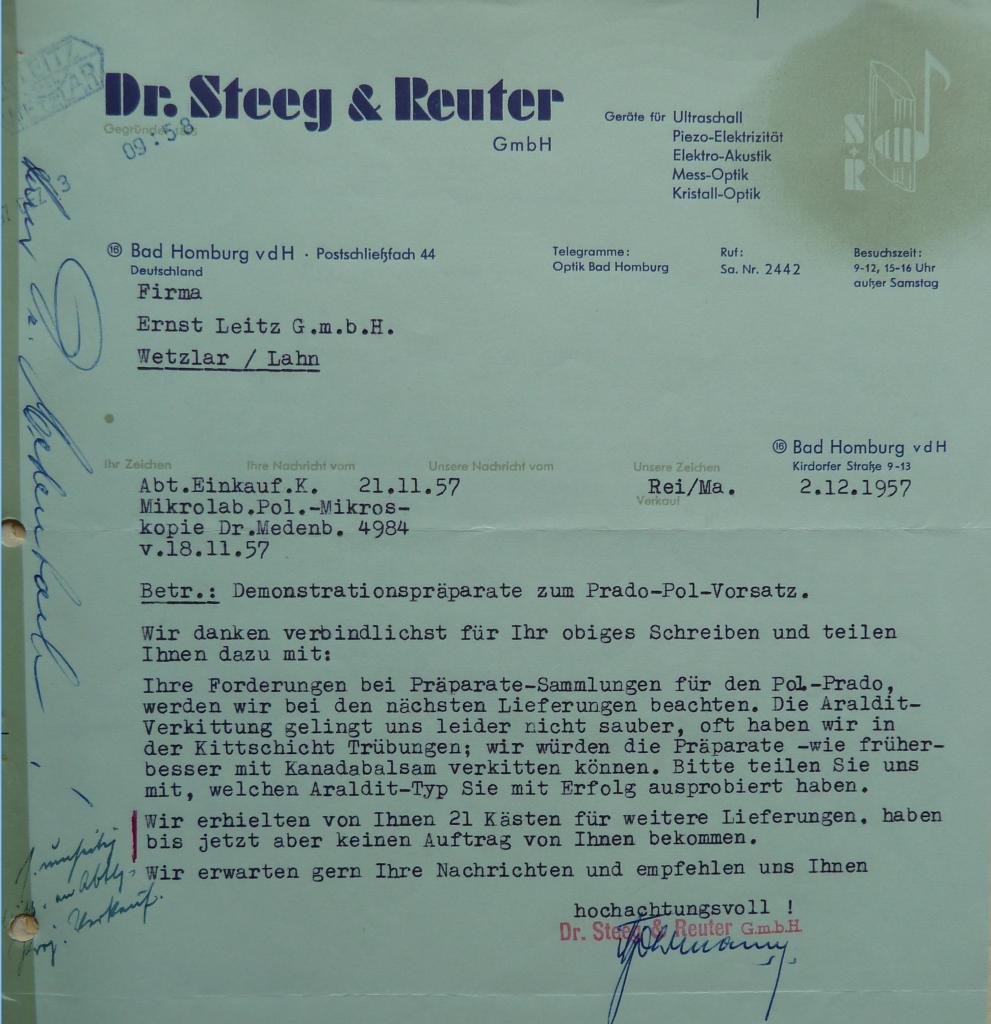 Dr. Steeg & Reuter
GmbH
09:58
Geräte für Ultraschall
Piezo-Elektrizität
Elektro-Akustik
Mess-Optik
Kristall-Optik
S+R
⑯ Bad Homburg vdH · Postschließfach 44
Deutschland
Telegramme:
Optik Bad Homburg
Ruf:
Sa. Nr. 2442
Besuchszeit:
9-12, 15-16 Uhr
außer Samstag
Firma
Ernst Leitz G.m.b.H.
Wetzlar / Lahn
⑯ Bad Homburg vdH
Kirdorfer Straße 9-13
Ihr Zeichen Ihre Nachricht vom Unsere Nachricht vom Unsere Zeichen
Abt.Einkauf.K. 21.11.57 Rei/Ma. 2.12.1957
Verkauf
Mikrolab.Pol.-Mikros-
kopie Dr.Medenb. 4984
v.18.11.57
Betr.: Demonstrationspräparate zum Prado-Pol-Vorsatz.
Wir danken verbindlichst für Ihr obiges Schreiben und teilen
Ihnen dazu mit:
Ihre Forderungen bei Präparate-Sammlungen für den Pol-Prado,
werden wir bei den nächsten Lieferungen beachten. Die Araldit-
Verkittung gelingt uns leider nicht sauber, oft haben wir in
der Kittschicht Trübungen; wir würden die Präparate -wie früher-
besser mit Kanadabalsam verkitten können. Bitte teilen Sie uns
mit, welchen Araldit-Typ Sie mit Erfolg ausprobiert haben.
Wir erhielten von Ihnen 21 Kästen für weitere Lieferungen, haben
bis jetzt aber keinen Auftrag von Ihnen bekommen.
Wir erwarten gern Ihre Nachrichten und empfehlen uns Ihnen
hochachtungsvoll !
Dr. Steeg & Reuter G.m.b.H.
Herrn Dr. Medenbach !
Verkauf.